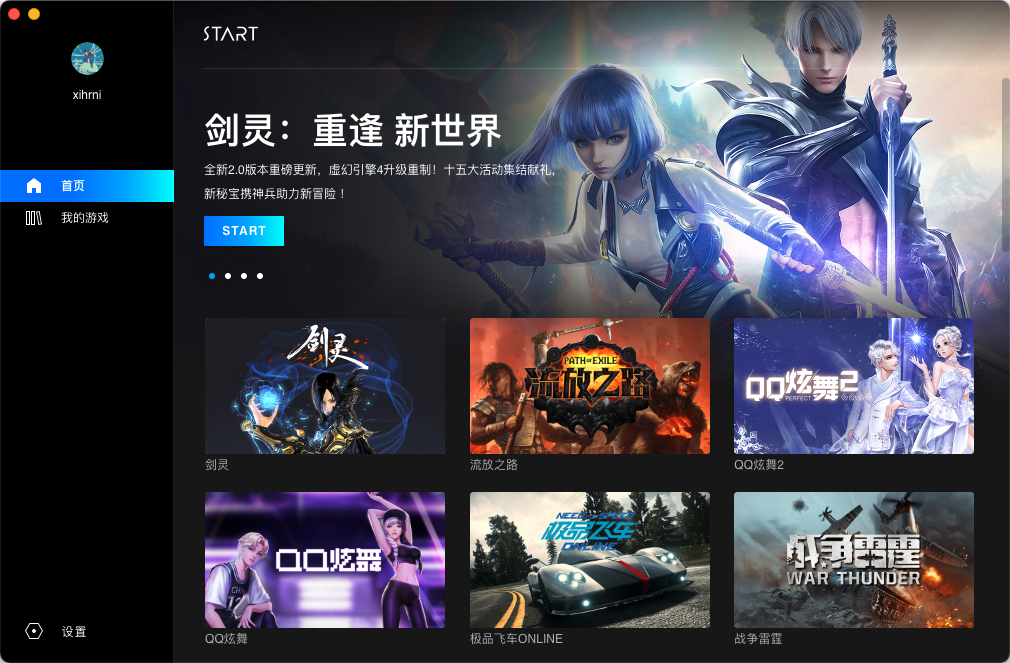 START
xihrni
剑灵：重逢 新世界
全新2.0版本重磅更新，虚幻引擎4升级重制！十五大活动集结献礼，
新秘宝携神兵助力新冒险！
首页
我的游戏
START
剑灵
PATH OF EXILE
流放之路
QQ炫舞2
PERFECT
剑灵
流放之路
QQ炫舞2
QQ炫舞
NEED FOR SPEED
极品飞车
ONLINE
战争雷霆
WAR THUNDER
设置
QQ炫舞
极品飞车ONLINE
战争雷霆